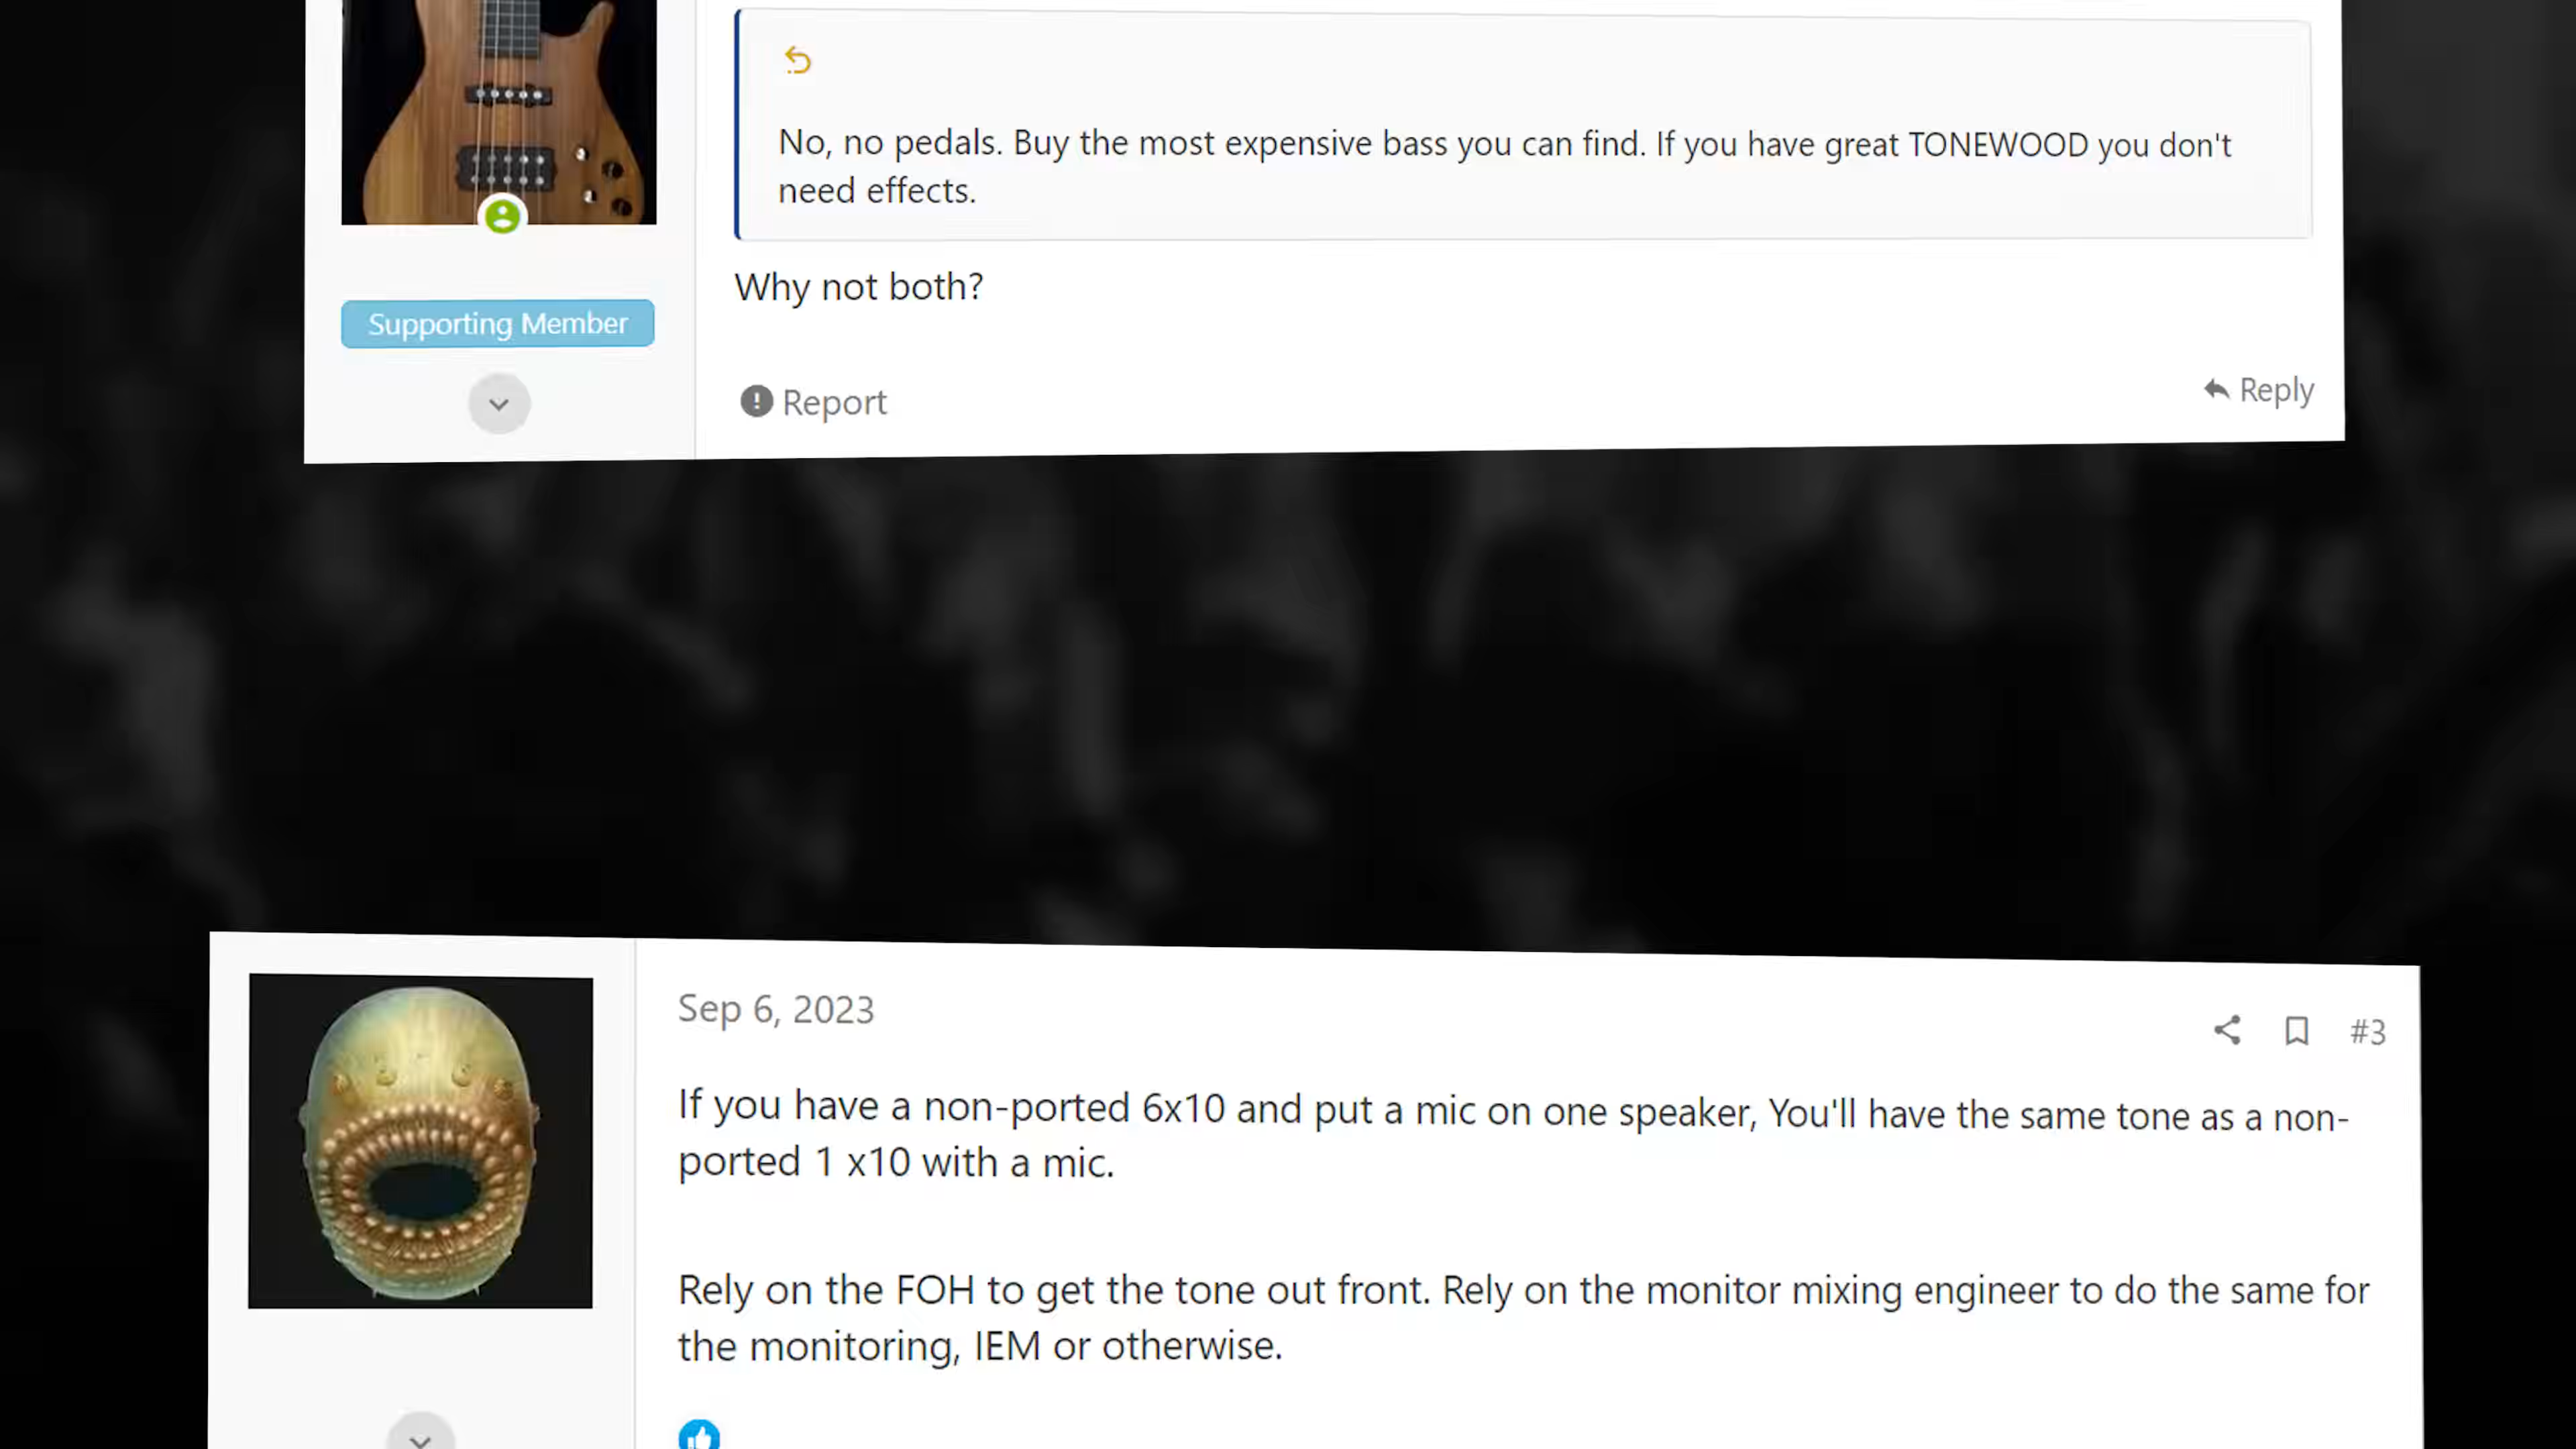 No, no pedals. Buy the most expensive bass you can find. If you have great TONEWOOD you don't
need effects.
Why not both?
Supporting Member
Report
Reply
Sep 6, 2023
#3
If you have a non-ported 6x10 and put a mic on one speaker, You'll have the same tone as a non-
ported 1 x10 with a mic.
Rely on the FOH to get the tone out front. Rely on the monitor mixing engineer to do the same for
the monitoring, IEM or otherwise.